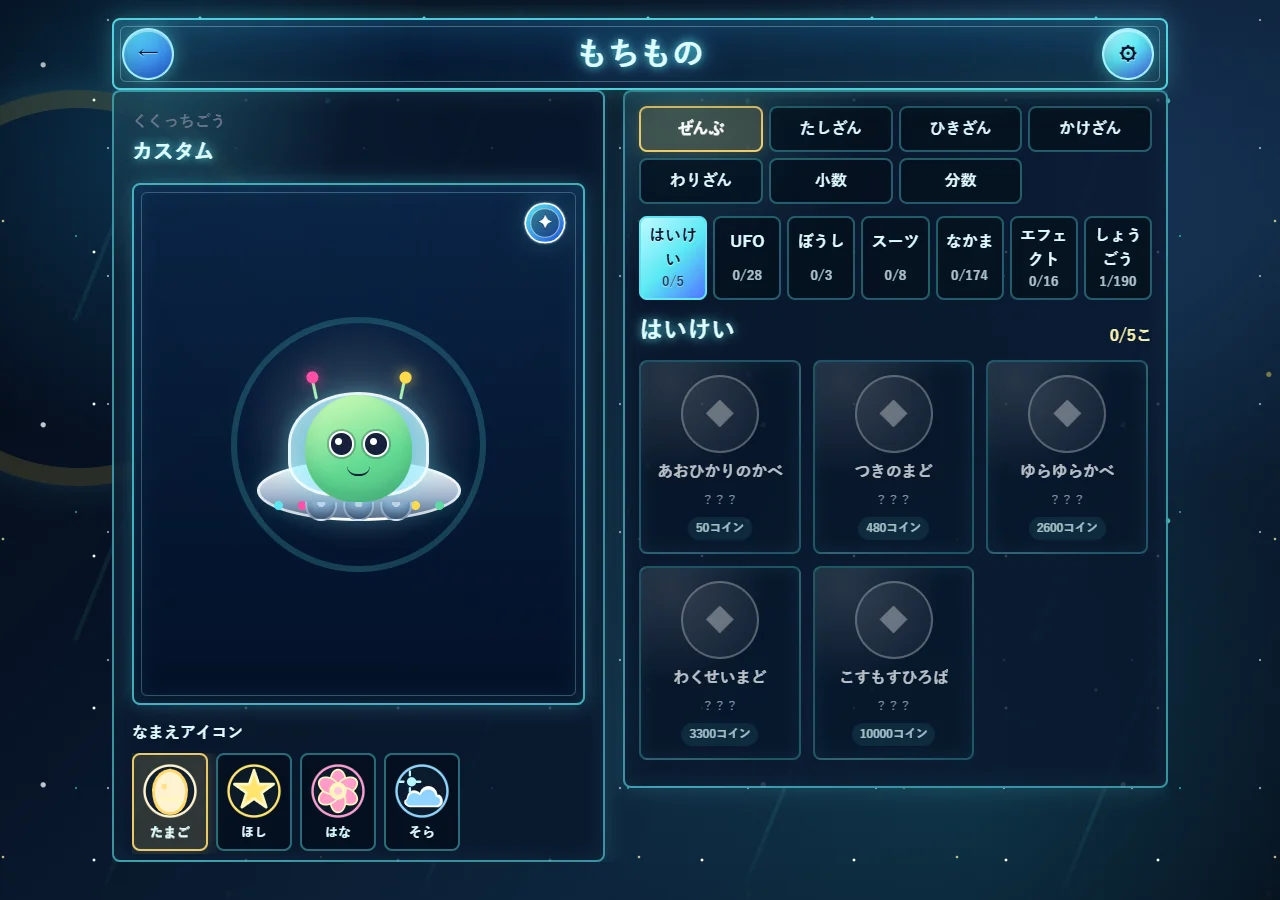 もちもの
くくっちごう
カスタム
なまえアイコン
たまご
ほし
はな
そら
ぜんぶ
たしざん
ひきざん
かけざん
わりざん
小数
分数
はいけ
い
0/5
UFO
0/28
ぼうし
0/3
スーツ
0/8
なかま
0/174
エフェ
クト
0/16
しょう
ごう
1/190
はいけい
0/5こ
あおひかりのかべ
？？？
50コイン
つきのまど
？？？
480コイン
ゆらゆらかべ
？？？
2600コイン
わくせいまど
？？？
3300コイン
こすもすひろば
？？？
10000コイン